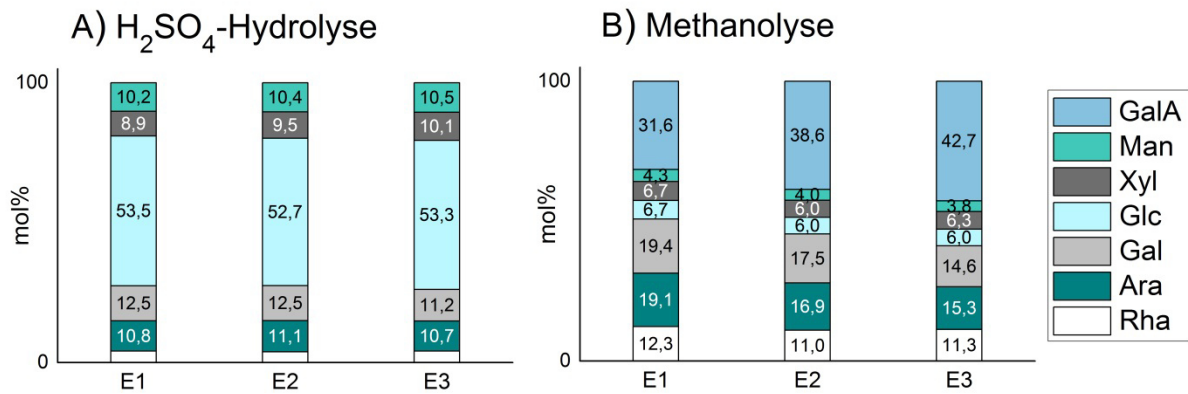 A) H2SO4-Hydrolyse
100
mol%
0
10,2
8,9
53,5
12,5
10,8
E1
10,4
9,5
52,7
12,5
11,1
E2
10,5
10,1
53,3
11,2
10,7
E3
B) Methanolyse
100
mol%
0
31,6
4,3
6,7
6,7
19,4
19,1
12,3
E1
38,6
4,0
6,0
6,0
17,5
16,9
11,0
E2
42,7
3,8
6,3
6,0
14,6
15,3
11,3
E3
GalA
Man
Xyl
Glc
Gal
Ara
Rha